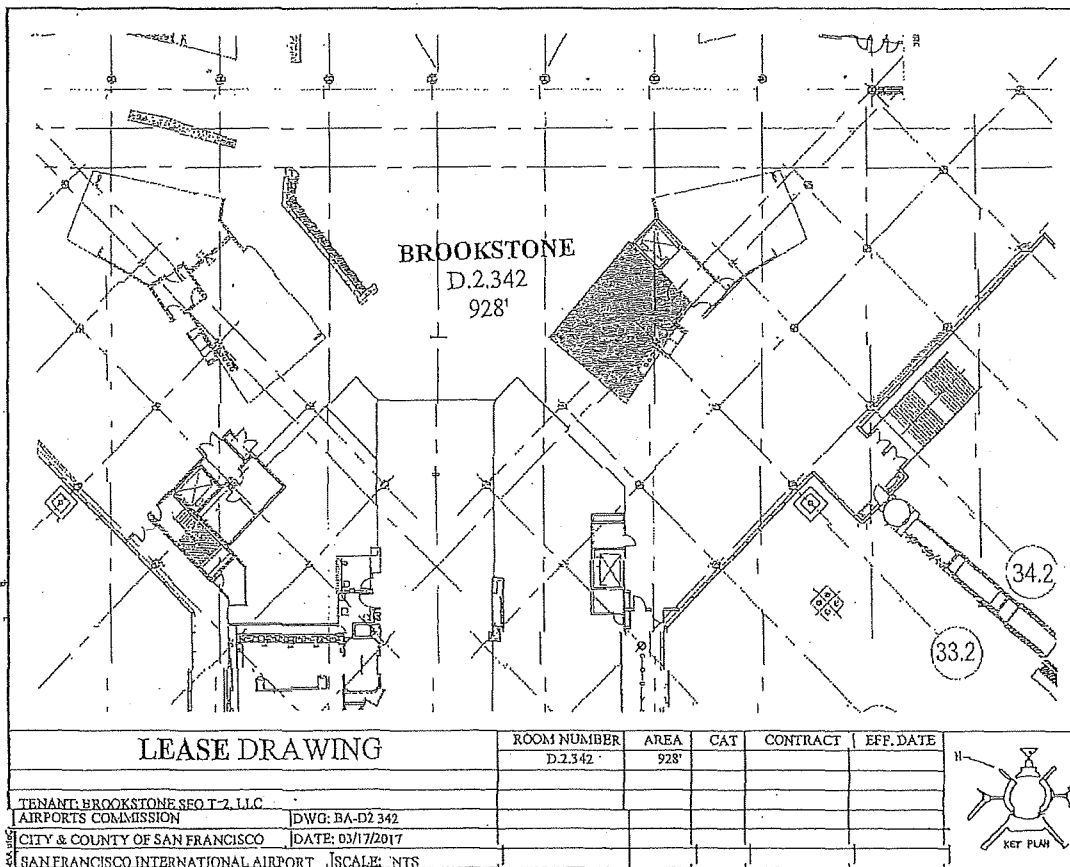 BROOKSTONE
D.2.342
928'
34.2
33.2
LEASE DRAWING
ROOM NUMBER AREA CAT CONTRACT EFF. DATE
D.2.342 928'
TENANT: BROOKSTONE SFO T-2, LLC
AIRPORTS COMMISSION DWG: BA-D2 342
CITY & COUNTY OF SAN FRANCISCO DATE: 03/17/2017
SAN FRANCISCO INTERNATIONAL AIRPORT SCALE: NTS
KEY PLAN